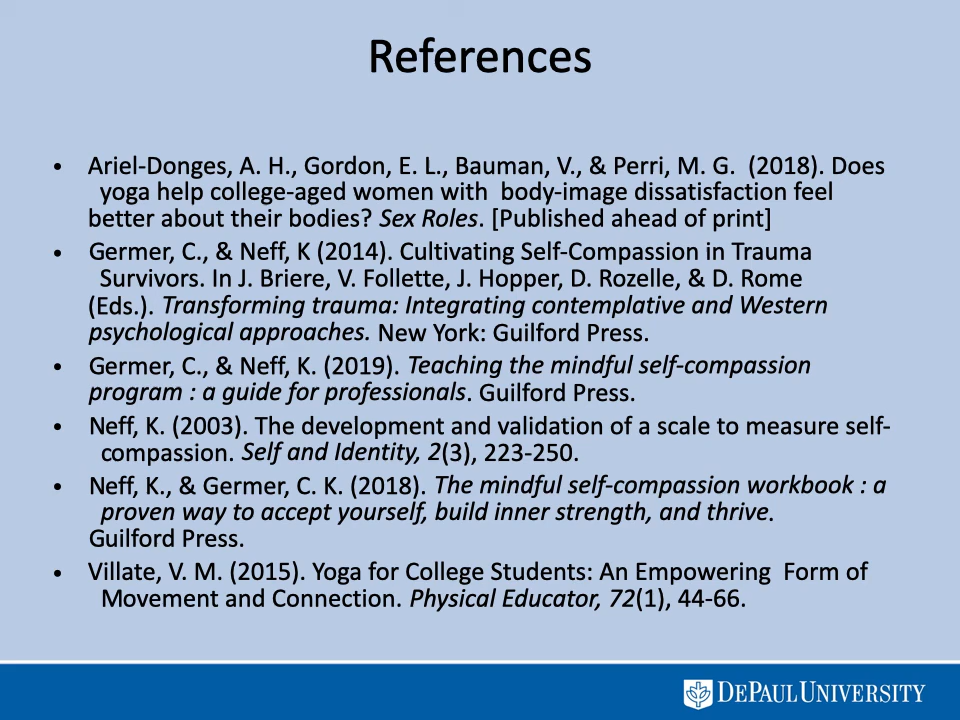 References
• Ariel-Donges, A. H., Gordon, E. L., Bauman, V., & Perri, M. G. (2018). Does
yoga help college-aged women with body-image dissatisfaction feel
better about their bodies? Sex Roles. [Published ahead of print]
• Germer, C., & Neff, K (2014). Cultivating Self-Compassion in Trauma
Survivors. In J. Briere, V. Follette, J. Hopper, D. Rozelle, & D. Rome
(Eds.). Transforming trauma: Integrating contemplative and Western
psychological approaches. New York: Guilford Press.
• Germer, C., & Neff, K. (2019). Teaching the mindful self-compassion
program : a guide for professionals. Guilford Press.
• Neff, K. (2003). The development and validation of a scale to measure self-
compassion. Self and Identity, 2(3), 223-250.
• Neff, K., & Germer, C. K. (2018). The mindful self-compassion workbook : a
proven way to accept yourself, build inner strength, and thrive.
Guilford Press.
• Villate, V. M. (2015). Yoga for College Students: An Empowering Form of
Movement and Connection. Physical Educator, 72(1), 44-66.
DEPAUL UNIVERSITY